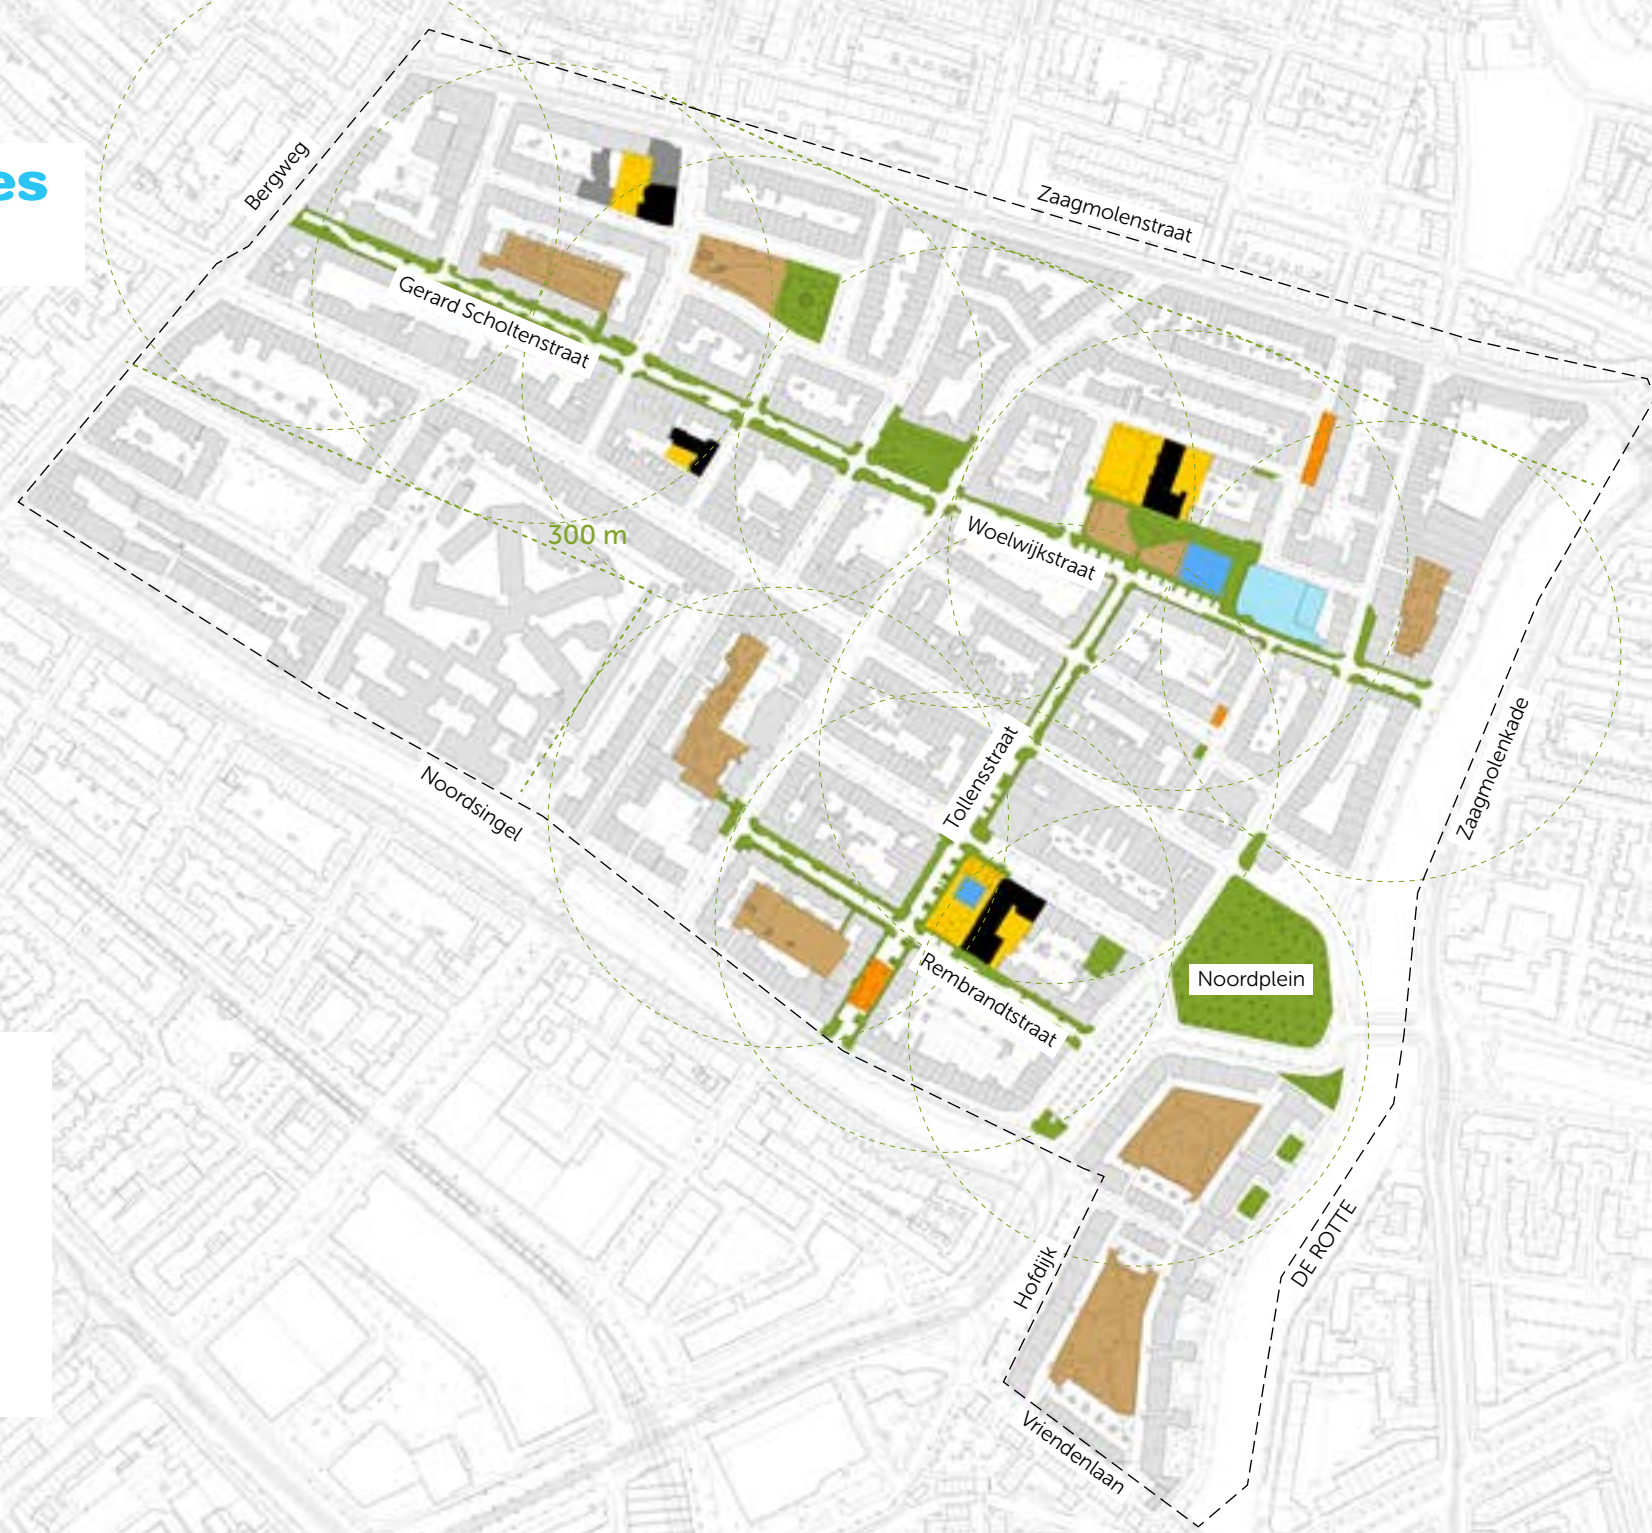 es
Bergweg
Zaagmolenstraat
Gerard Scholtenstraat
300 m
Woelwijkstraat
Zaagmolenkade
Tollensstraat
Noordsingel
Rembrandtstraat
Noordplein
DE ROTTE
Hofdijk
Vriendenlaan